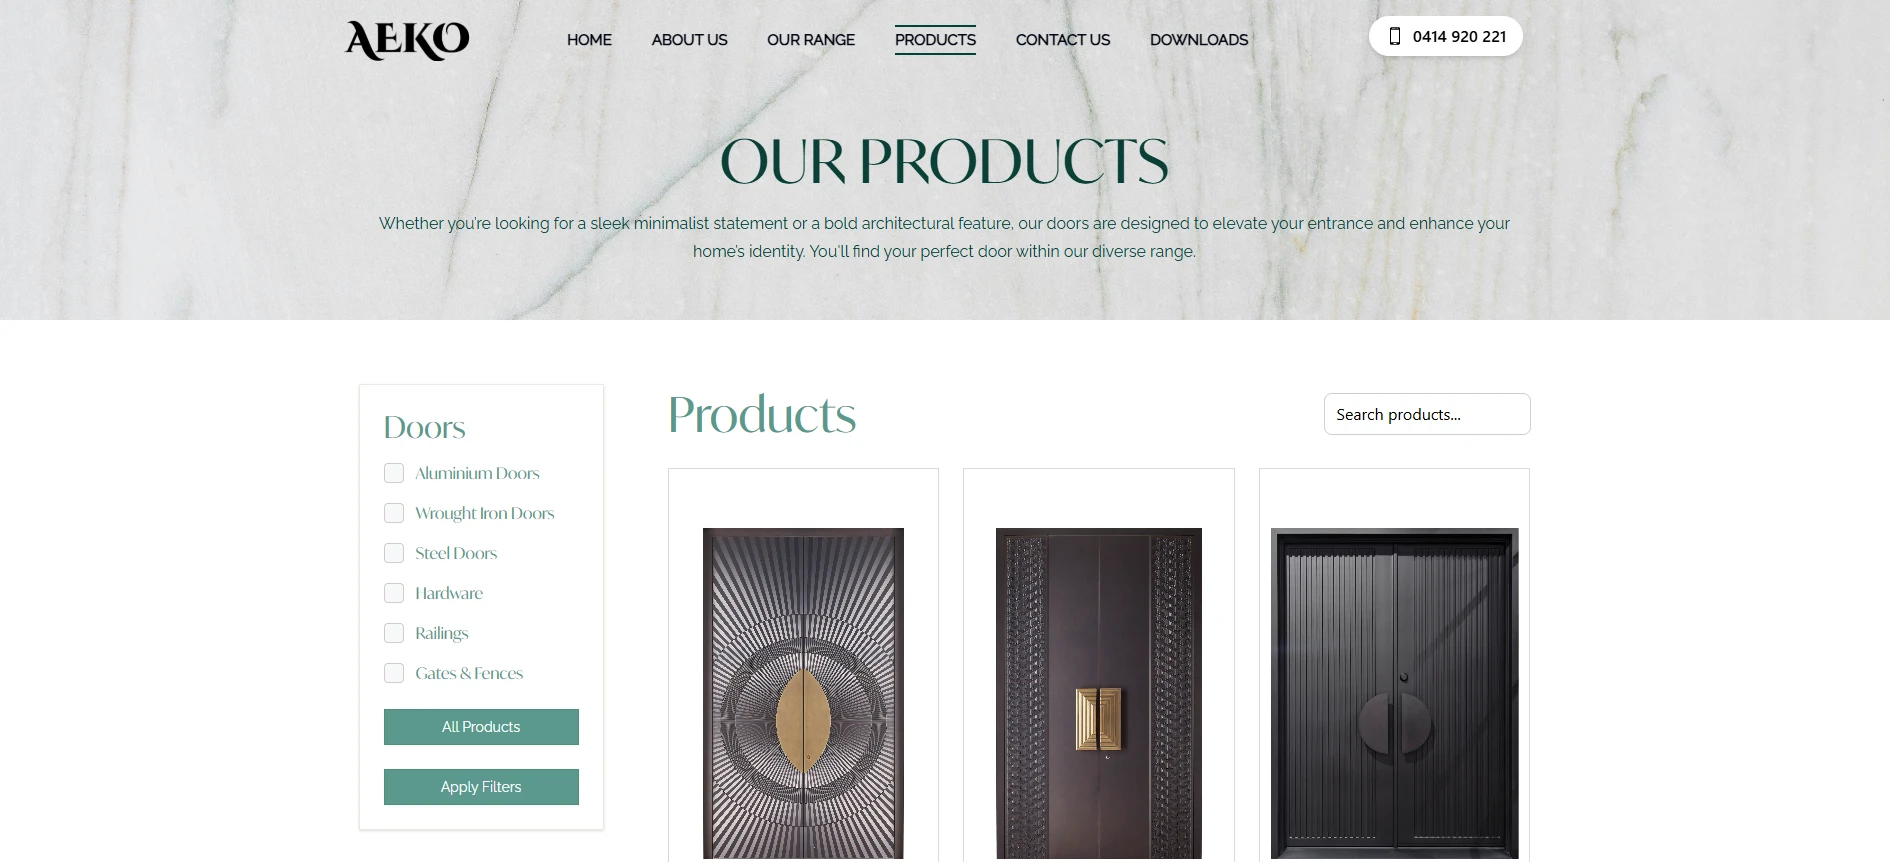 AEKO
HOME
ABOUT US
OUR RANGE
PRODUCTS
CONTACT US
DOWNLOADS
0414 920 221
OUR PRODUCTS
Whether you're looking for a sleek minimalist statement or a bold architectural feature, our doors are designed to elevate your entrance and enhance your
home's identity. You'll find your perfect door within our diverse range.
Doors
Aluminium Doors
Wrought Iron Doors
Steel Doors
Hardware
Railings
Gates & Fences
All Products
Apply Filters
Products
Search products...